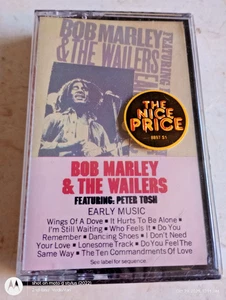 BOB MARLEY
& THE WAILERS
FEATURING
THE
NICE
PRICE
BOB MARLEY
& THE WAILERS
FEATURING: PETER TOSH
EARLY MUSIC
Wings Of A Dove • It Hurts To Be Alone •
I'm Still Waiting • Who Feels It • Do You
Remember • Dancing Shoes • I Don't Need
Your Love • Lonesome Track • Do You Feel The
Same Way • The Ten Commandments Of Love
See label for sequence.
shot on moto g stylus (2023)